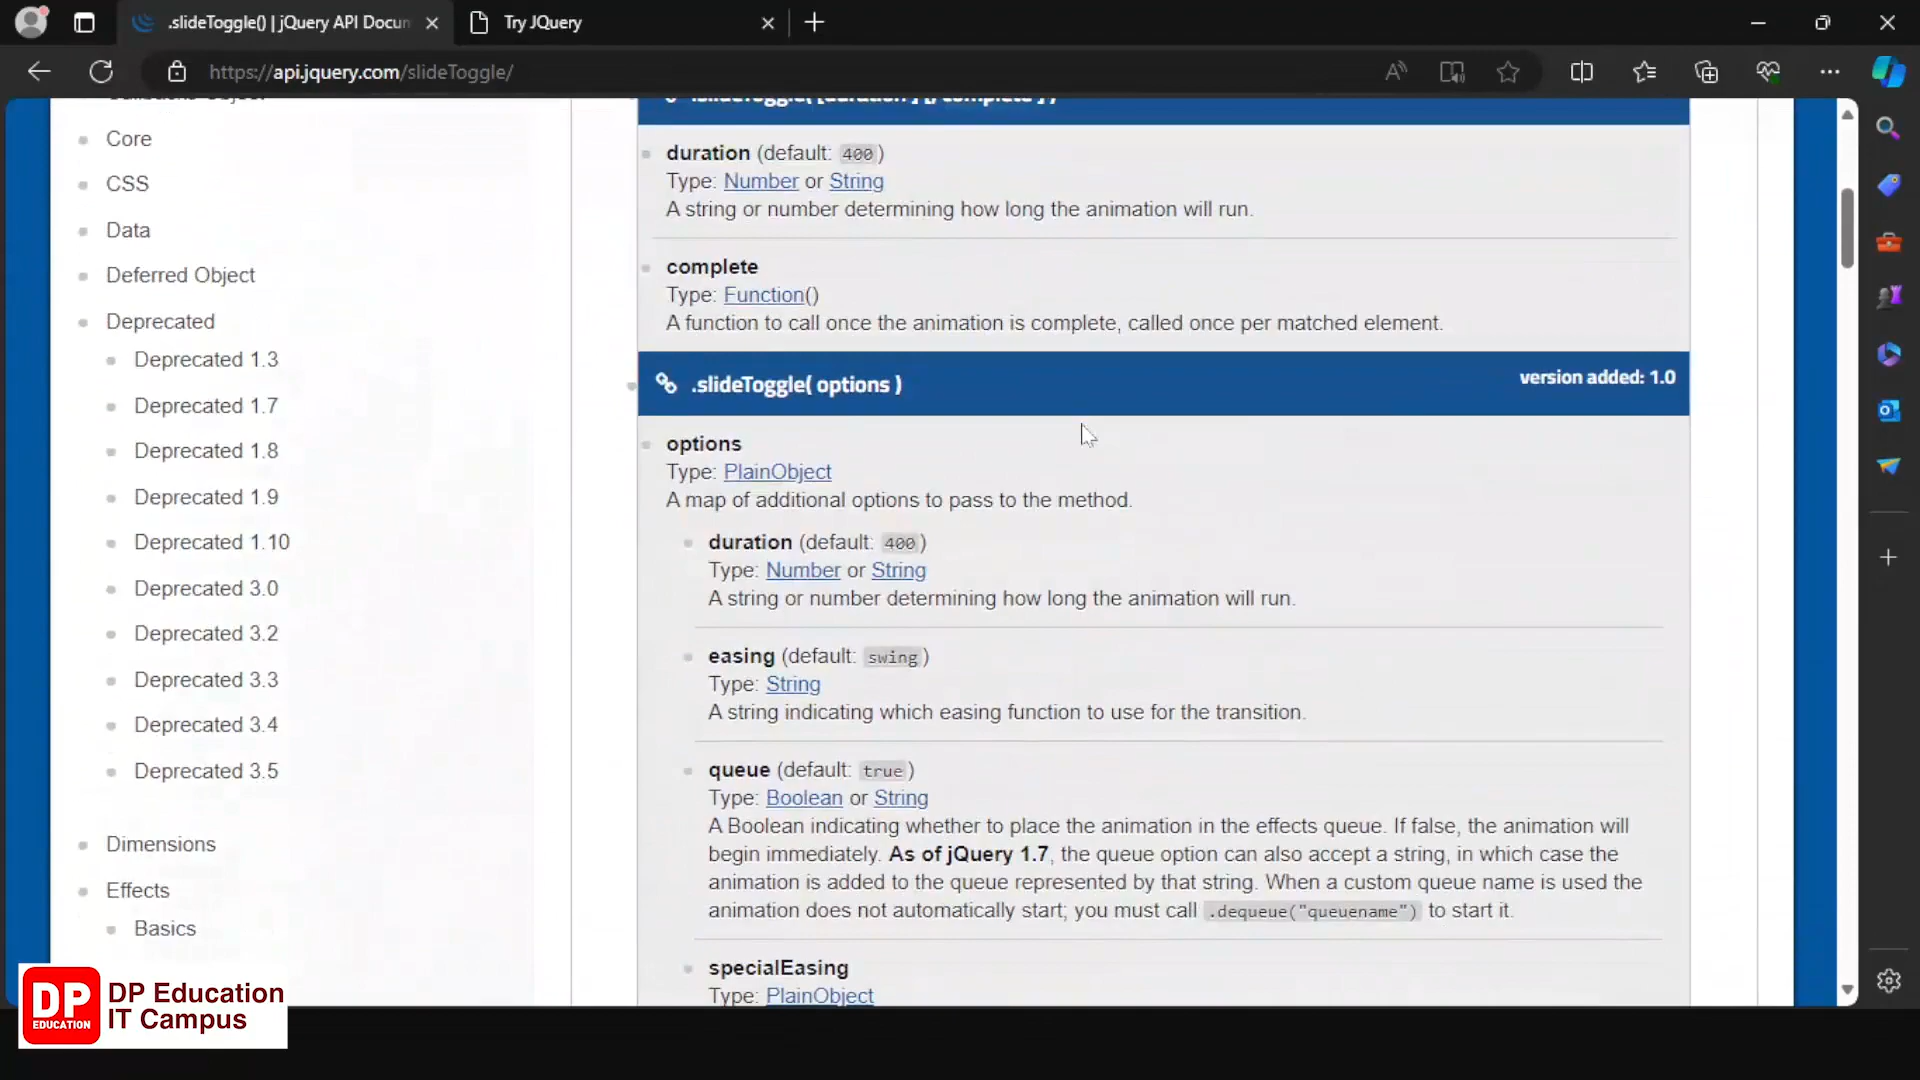 .slideToggle() | jQuery API Docun
Try JQuery
https://api.jquery.com/slideToggle/
Callbacks Object
Core
CSS
Data
Deferred Object
Deprecated
Deprecated 1.3
Deprecated 1.7
Deprecated 1.8
Deprecated 1.9
Deprecated 1.10
Deprecated 3.0
Deprecated 3.2
Deprecated 3.3
Deprecated 3.4
Deprecated 3.5
Dimensions
Effects
Basics
.slideToggle( [duration ] [, complete ] )
duration (default: 400)
Type: Number or String
A string or number determining how long the animation will run.
complete
Type: Function()
A function to call once the animation is complete, called once per matched element.
.slideToggle( options )
version added: 1.0
options
Type: PlainObject
A map of additional options to pass to the method.
duration (default: 400)
Type: Number or String
A string or number determining how long the animation will run.
easing (default: swing)
Type: String
A string indicating which easing function to use for the transition.
queue (default: true)
Type: Boolean or String
A Boolean indicating whether to place the animation in the effects queue. If false, the animation will
begin immediately. As of jQuery 1.7, the queue option can also accept a string, in which case the
animation is added to the queue represented by that string. When a custom queue name is used the
animation does not automatically start; you must call .dequeue("queuename") to start it.
specialEasing
Type: PlainObject
DP
EDUCATION
DP Education
IT Campus